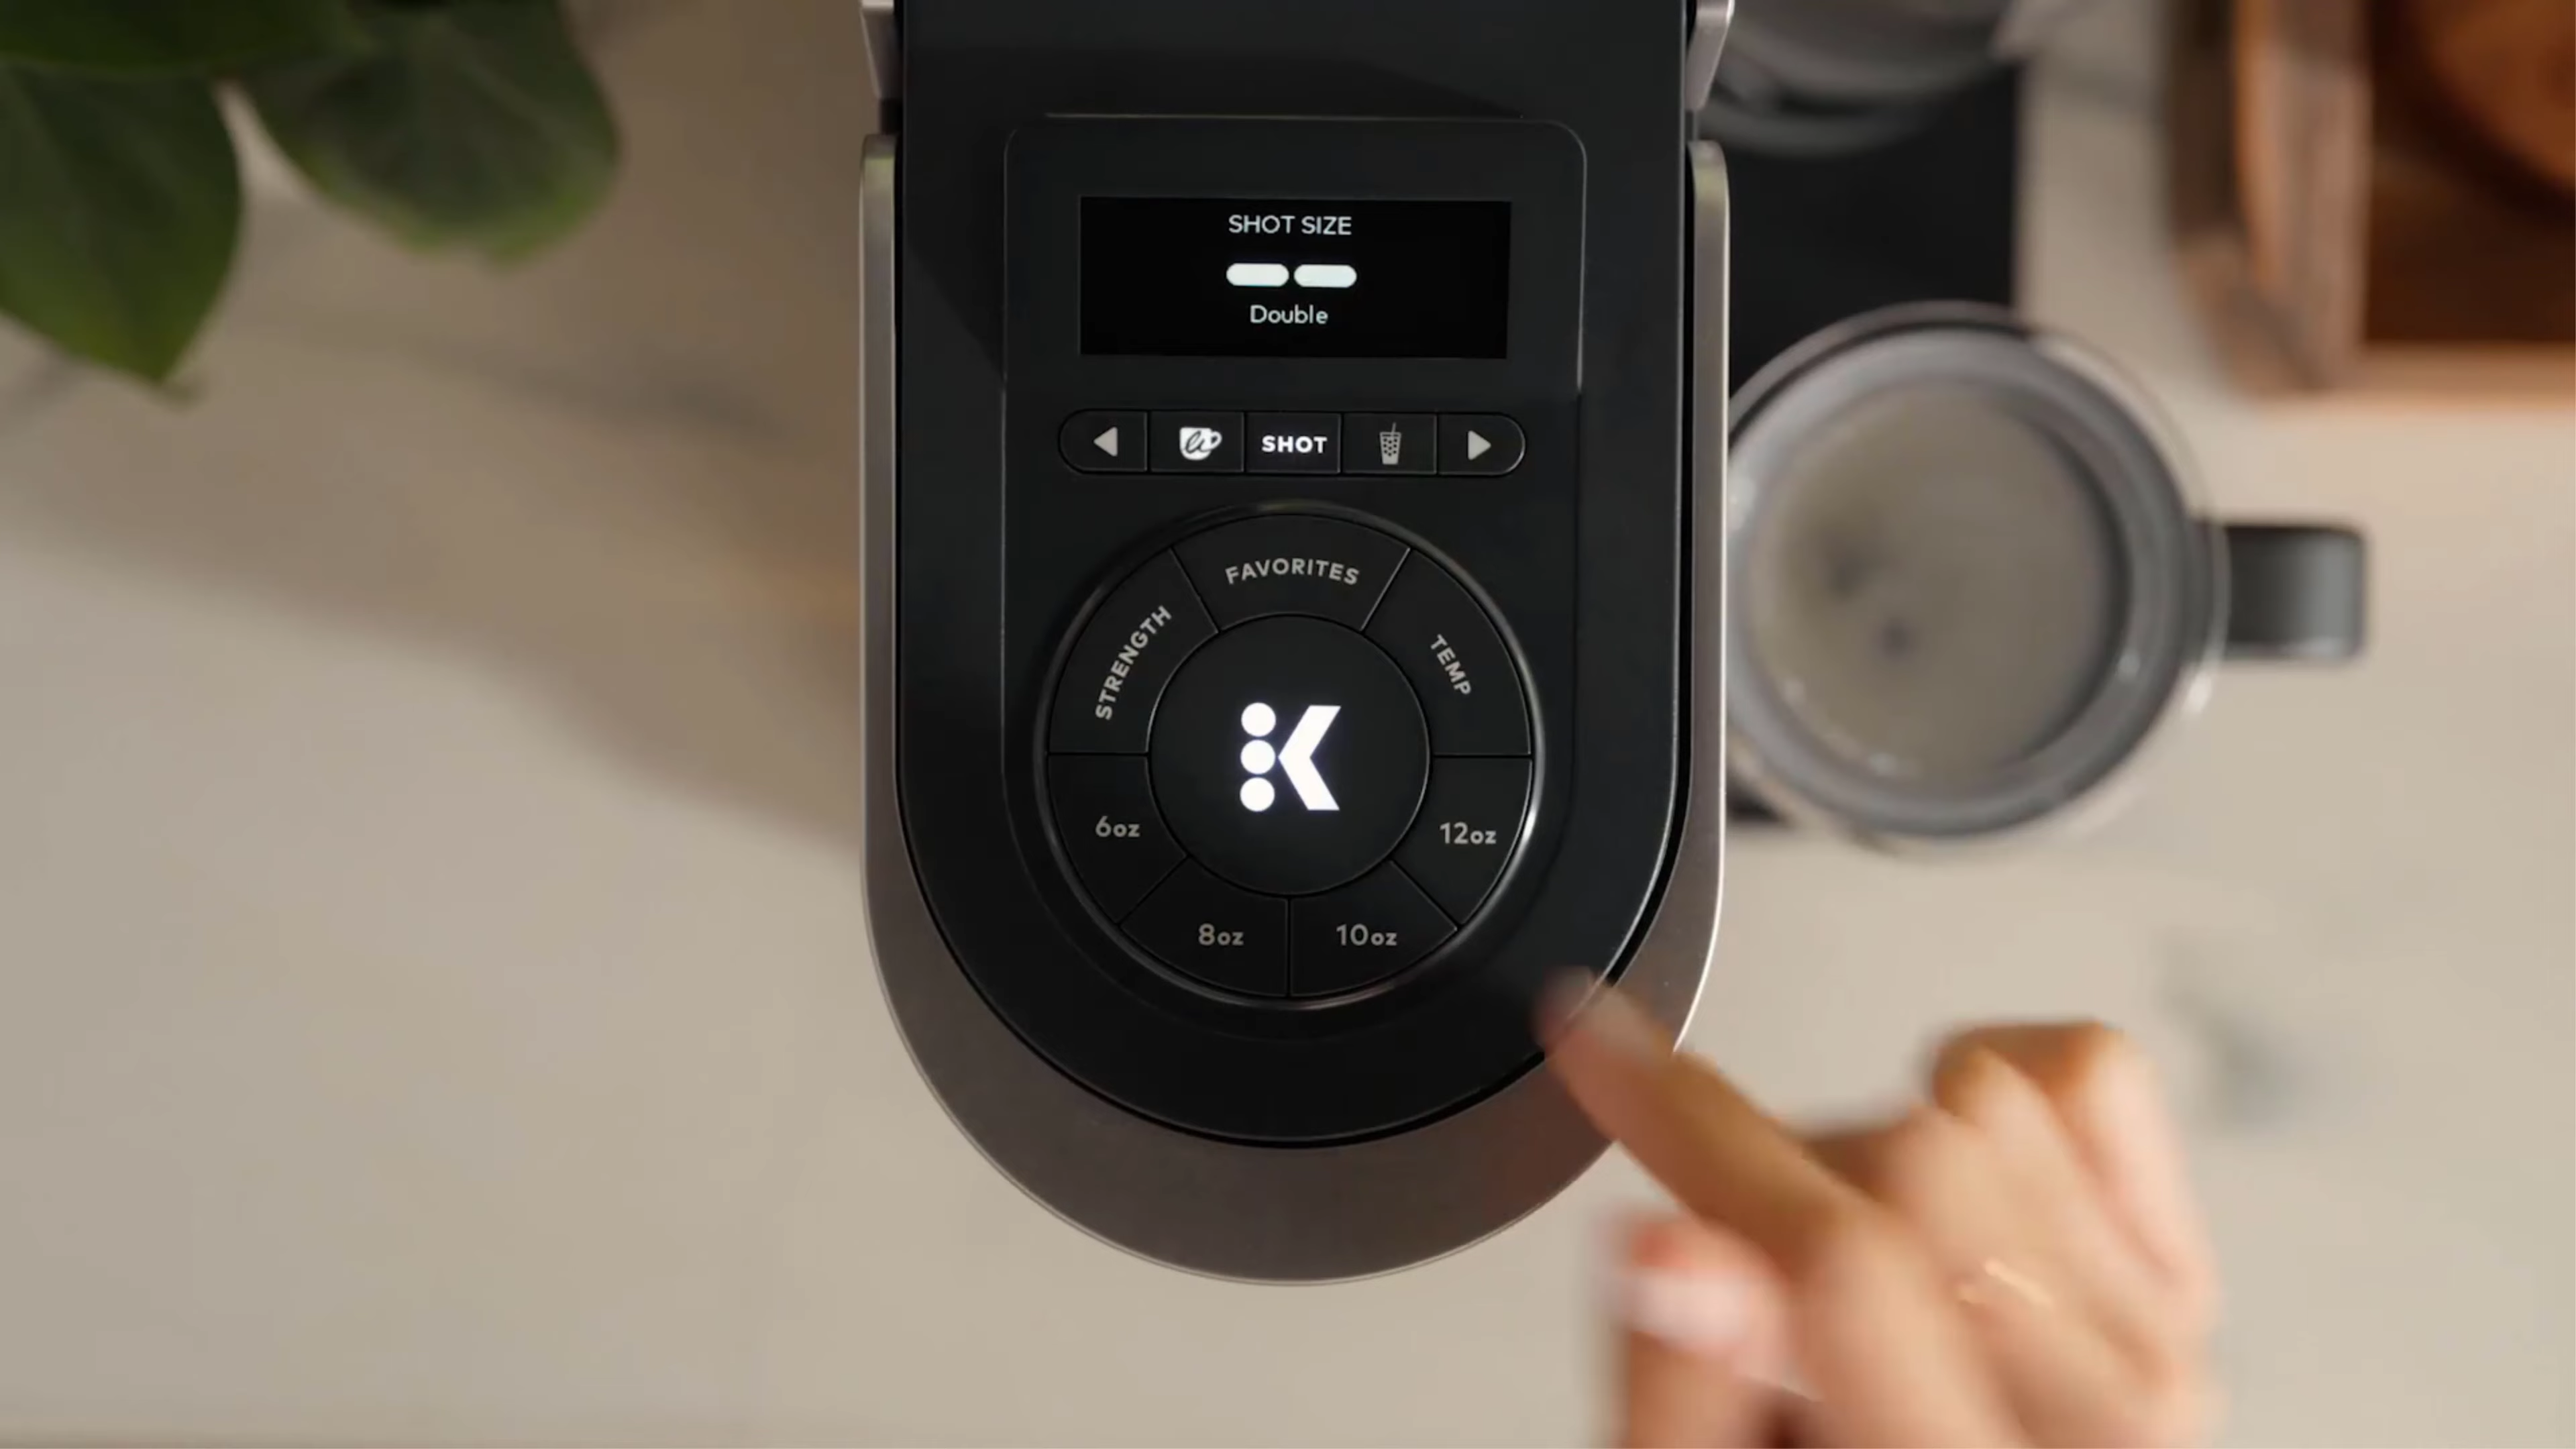 SHOT SIZE
Double
SHOT
FAVORITES
STRENGTH
TEMP
K
6oz
12oz
8oz
10oz